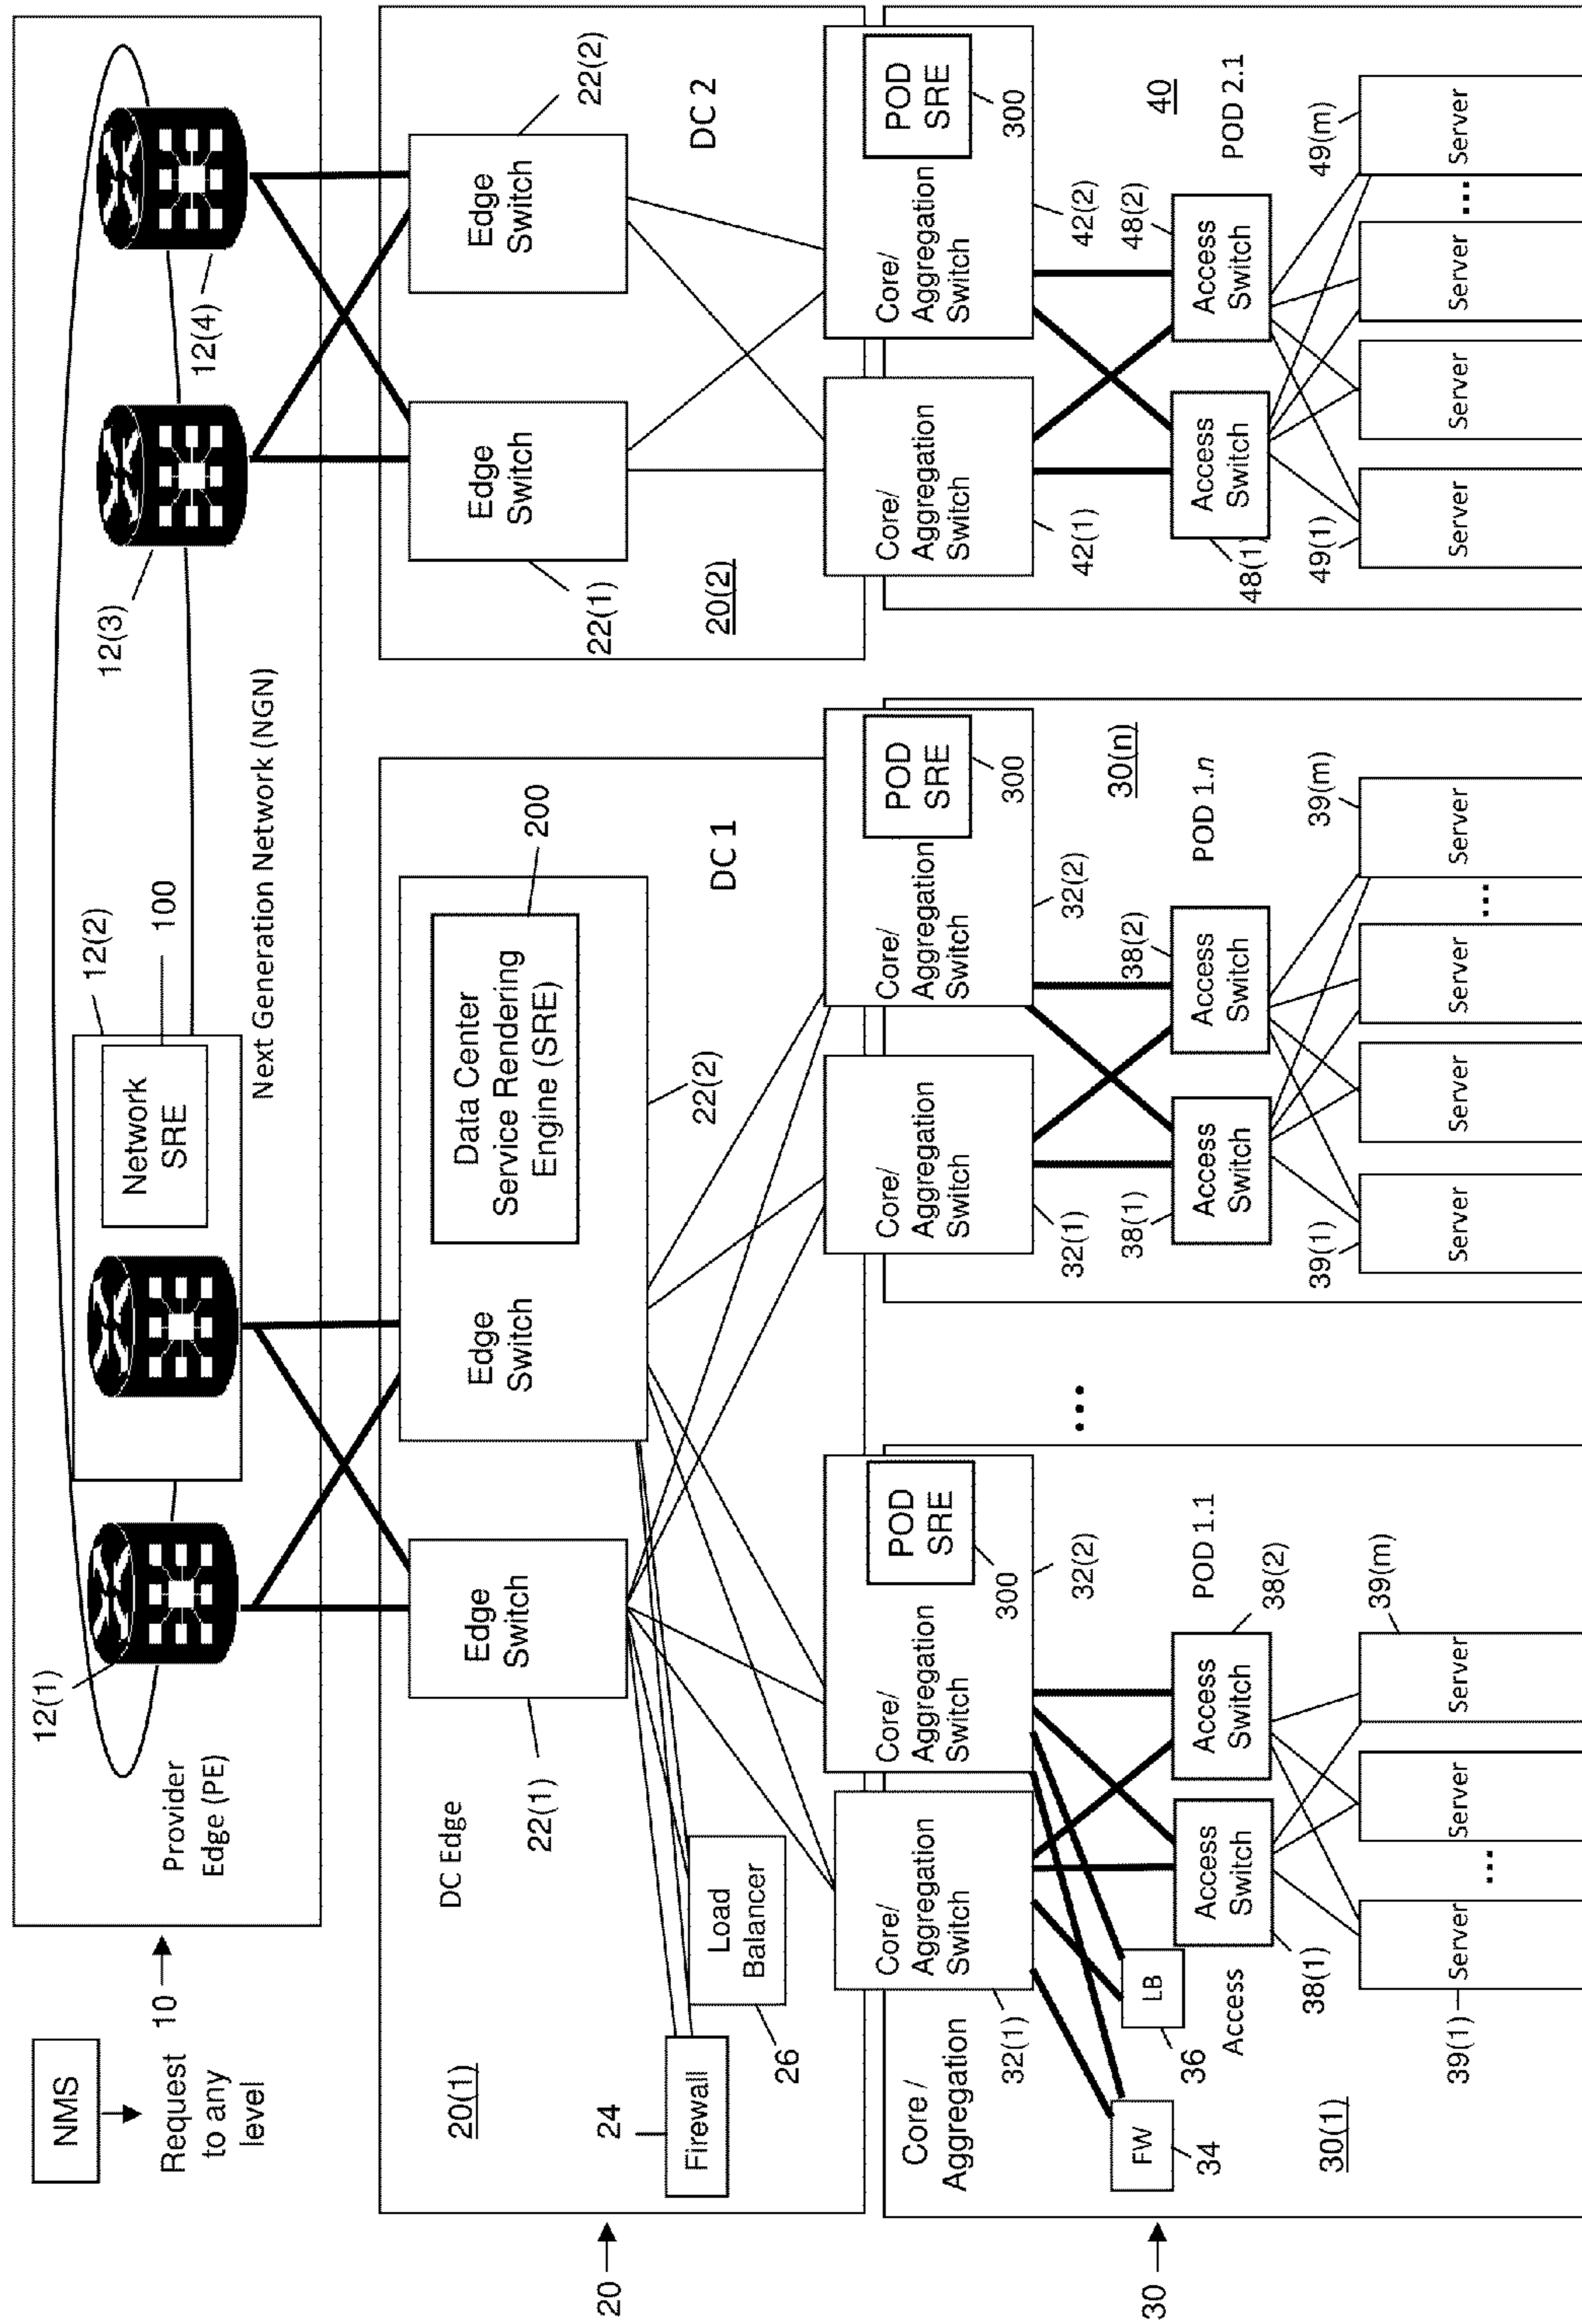 NMS
Request
to any
level
10
12(1)
Provider
Edge (PE)
12(2)
Network
SRE
100
Next Generation Network (NGN)
12(3)
12(4)
20
20(1)
DC Edge
Edge
Switch
22(1)
24
Firewall
Load
Balancer
26
Edge
Switch
Data Center
Service Rendering
Engine (SRE)
200
22(2)
DC 1
Edge
Switch
22(1)
20(2)
Edge
Switch
22(2)
DC 2
30
Core /
Aggregation
Core/
Aggregation
Switch
32(1)
Core/
Aggregation
Switch
POD
SRE
300
32(2)
FW
34
LB
36
Access
30(1)
Access
Switch
38(1)
Access
Switch
38(2)
POD 1.1
39(1)
Server
...
Server
Server
39(m)
...
Core/
Aggregation
Switch
32(1)
Core/
Aggregation
Switch
POD
SRE
300
32(2)
30(n)
POD 1.n
38(1)
Access
Switch
38(2)
Access
Switch
39(1)
Server
Server
Server
...
Server
39(m)
Core/
Aggregation
Switch
42(1)
Core/
Aggregation
Switch
POD
SRE
300
42(2)
40
POD 2.1
48(1)
Access
Switch
48(2)
Access
Switch
49(1)
Server
Server
Server
...
Server
49(m)